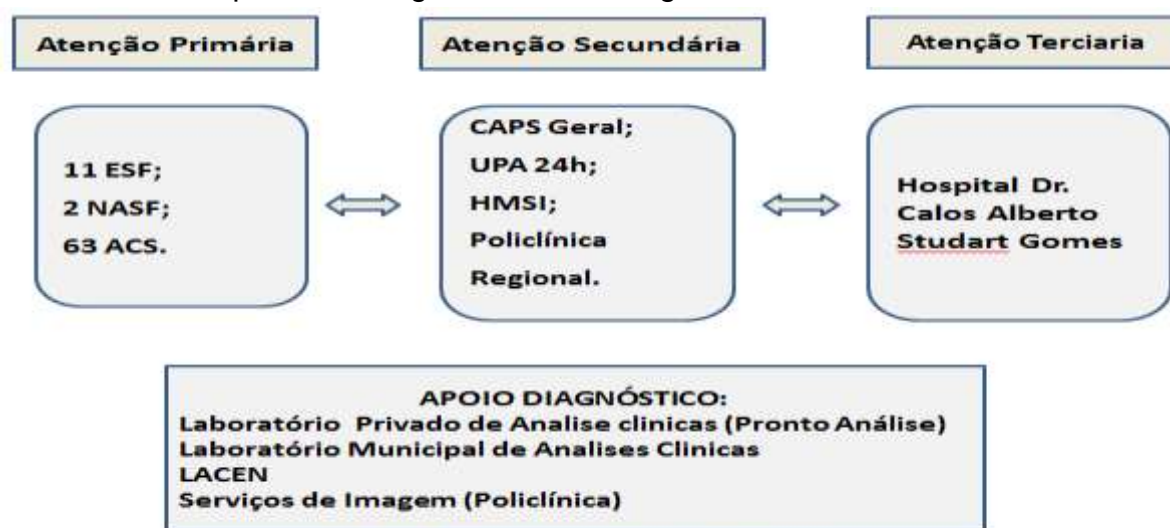 Atenção Primária
Atenção Secundária
Atenção Terciaria
11 ESF;
2 NASF;
63 ACS.
CAPS Geral;
UPA 24h;
HMSI;
Policlínica
Regional.
Hospital Dr.
Calos Alberto
Studart Gomes
APOIO DIAGNÓSTICO:
Laboratório Privado de Analise clinicas (Pronto Análise)
Laboratório Municipal de Analises Clinicas
LACEN
Serviços de Imagem (Policlínica)